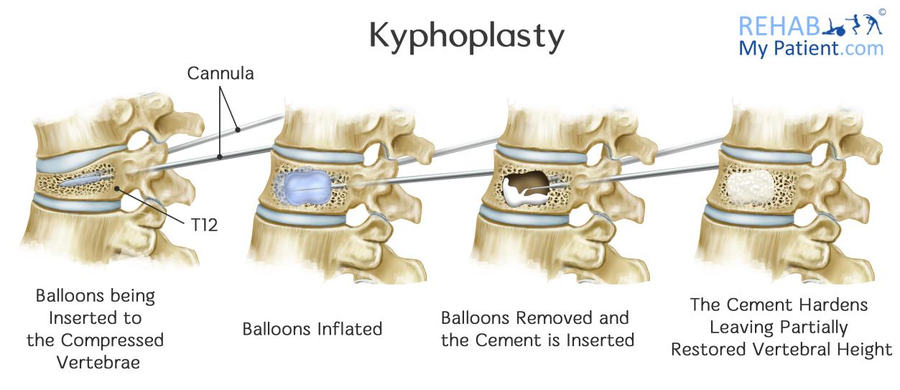 Kyphoplasty
REHAB
My Patient.com
©
Cannula
T12
Balloons being
Inserted to
the Compressed
Vertebrae
Balloons Inflated
Balloons Removed and
the Cement is Inserted
The Cement Hardens
Leaving Partially
Restored Vertebral Height